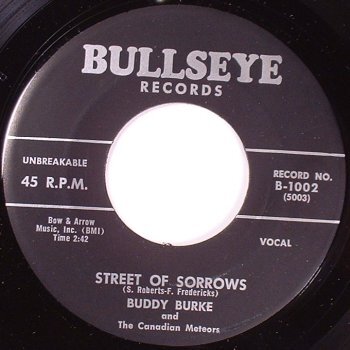 BULLSEYE
RECORDS
UNBREAKABLE
45 R.P.M.
RECORD NO.
B-1002
(5003)
Bow & Arrow
Music, Inc. (BMI)
Time 2:42
VOCAL
STREET OF SORROWS
(S. Roberts-F. Fredericks)
BUDDY BURKE
and
The Canadian Meteors